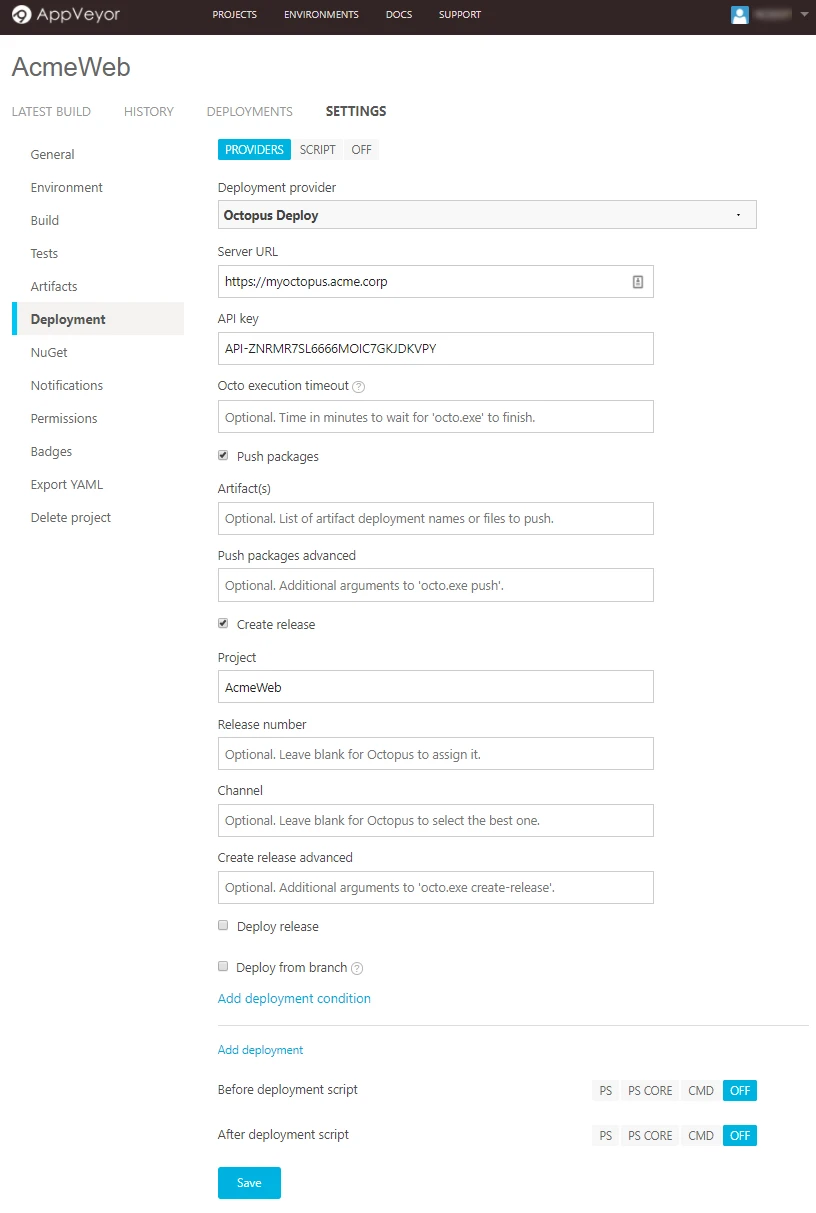 AppVeyor
PROJECTS ENVIRONMENTS DOCS SUPPORT
AcmeWeb
LATEST BUILD HISTORY DEPLOYMENTS SETTINGS
General
Environment
Build
Tests
Artifacts
Deployment
NuGet
Notifications
Permissions
Badges
Export YAML
Delete project
PROVIDERS SCRIPT OFF
Deployment provider
Octopus Deploy
Server URL
https://myoctopus.acme.corp
API key
API-ZNRMR7SL6666MOIC7GKJDKVPY
Octo execution timeout ?
Optional. Time in minutes to wait for 'octo.exe' to finish.
Push packages
Artifact(s)
Optional. List of artifact deployment names or files to push.
Push packages advanced
Optional. Additional arguments to 'octo.exe push'.
Create release
Project
AcmeWeb
Release number
Optional. Leave blank for Octopus to assign it.
Channel
Optional. Leave blank for Octopus to select the best one.
Create release advanced
Optional. Additional arguments to 'octo.exe create-release'.
Deploy release
Deploy from branch ?
Add deployment condition
Add deployment
Before deployment script PS PS CORE CMD OFF
After deployment script PS PS CORE CMD OFF
Save